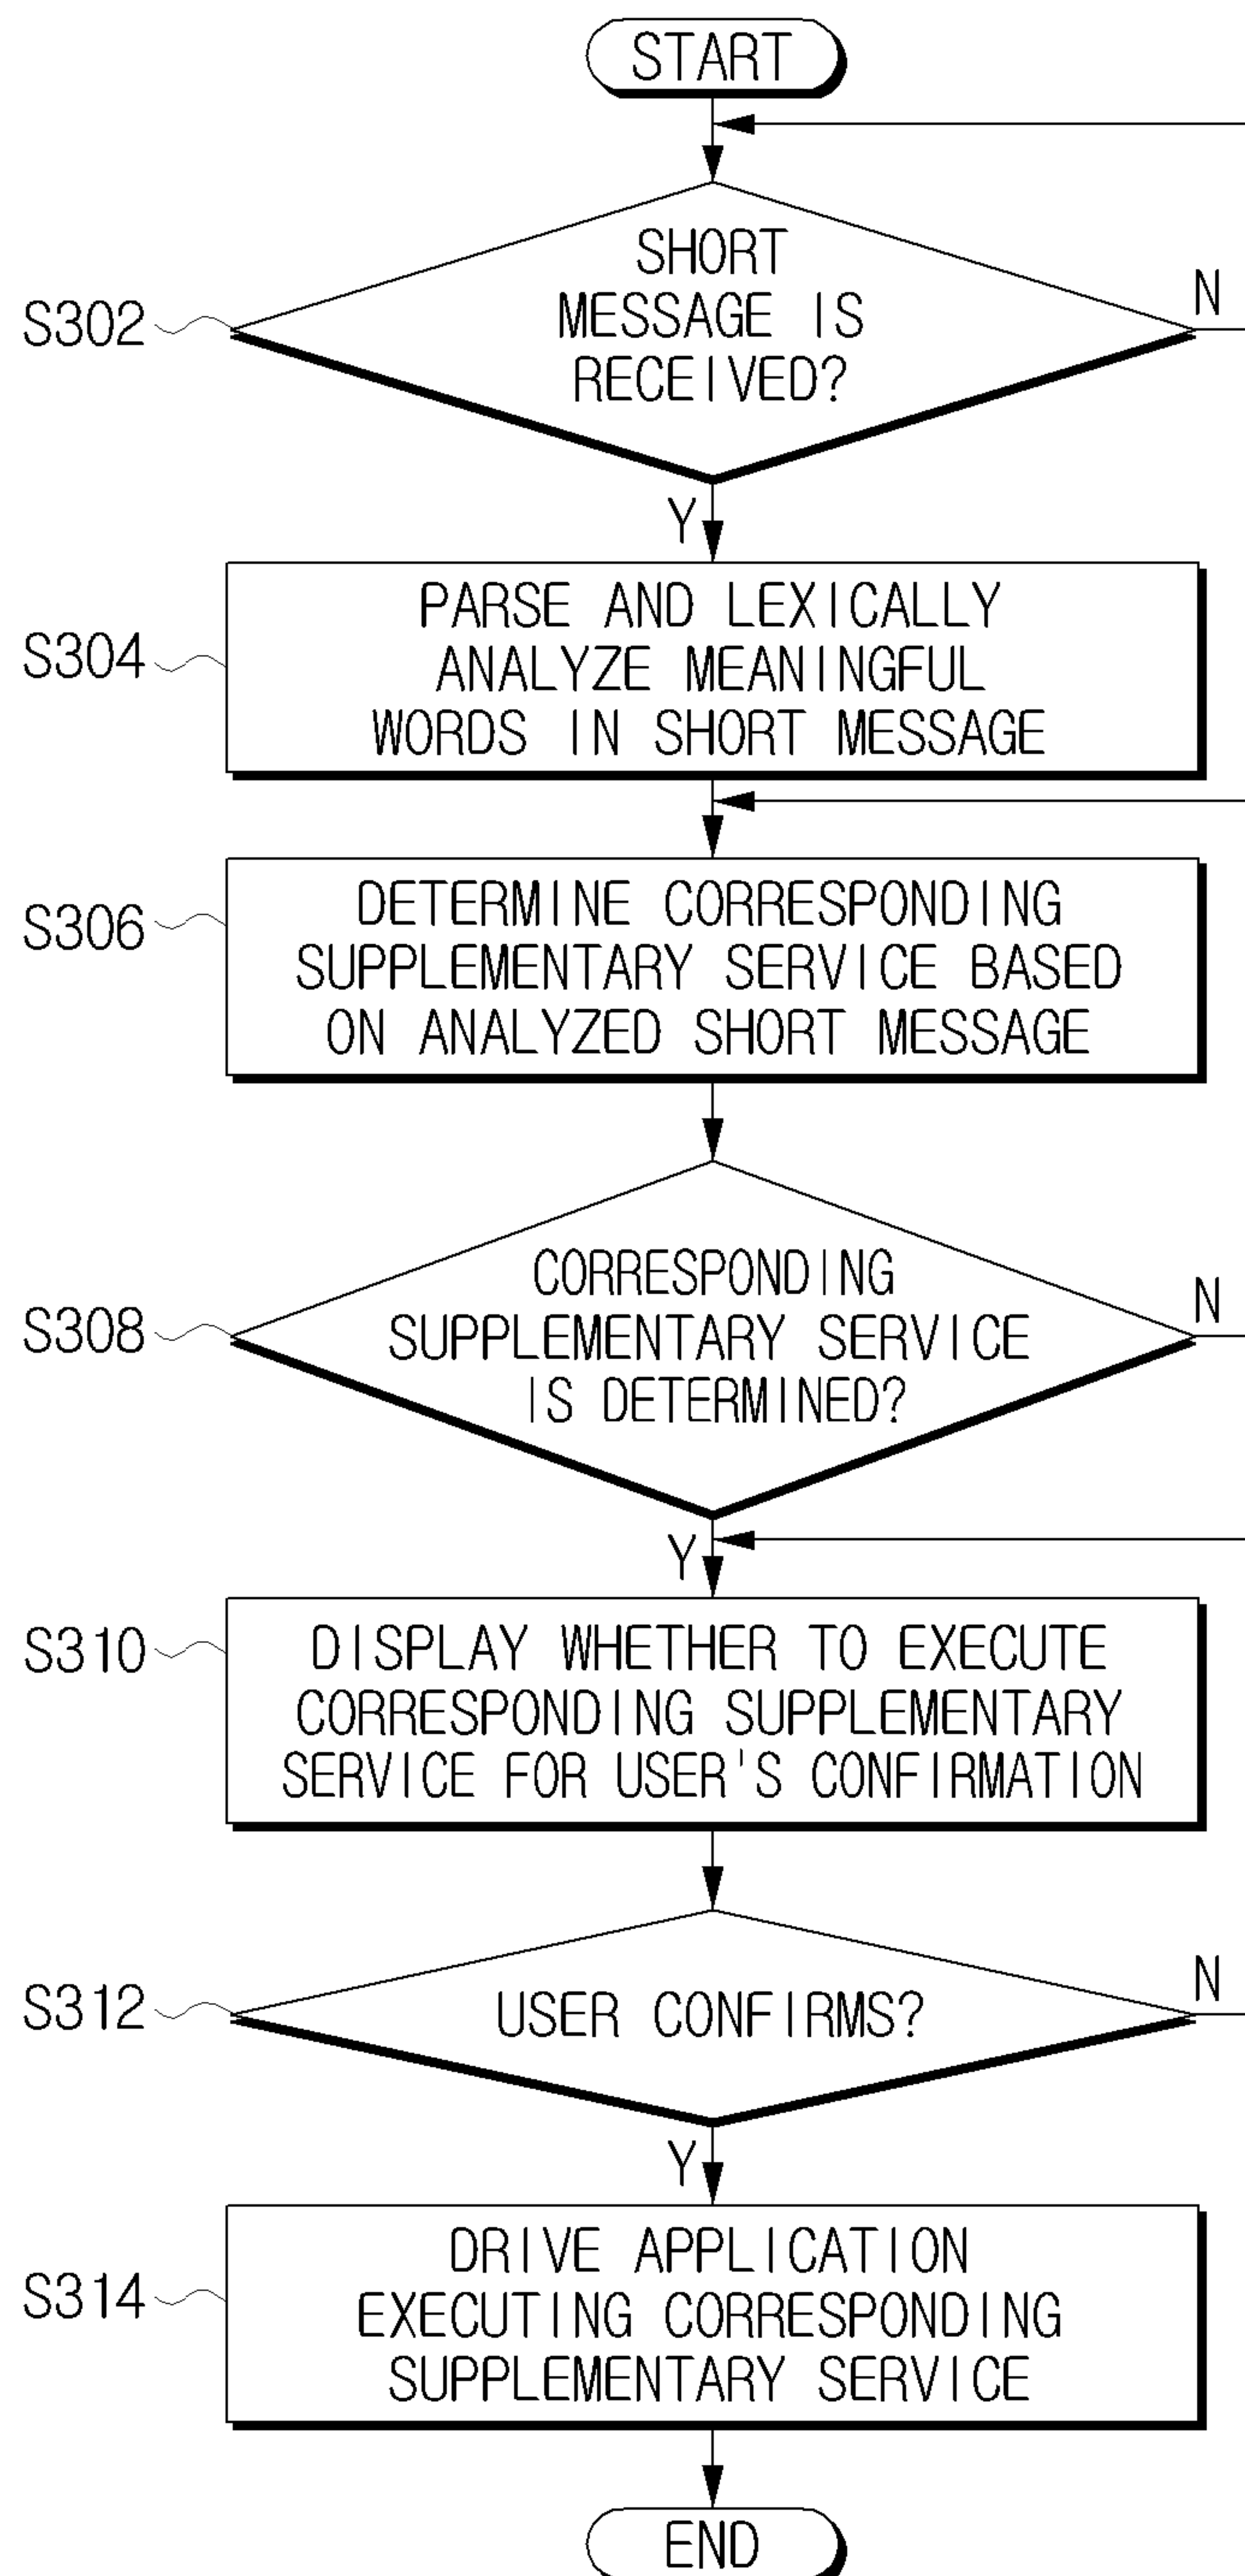 START
SHORT
MESSAGE IS
RECEIVED?
N
S302
Y
PARSE AND LEXICALLY
ANALYZE MEANINGFUL
WORDS IN SHORT MESSAGE
S304
DETERMINE CORRESPONDING
SUPPLEMENTARY SERVICE BASED
ON ANALYZED SHORT MESSAGE
S306
CORRESPONDING
SUPPLEMENTARY SERVICE
IS DETERMINED?
N
S308
Y
DISPLAY WHETHER TO EXECUTE
CORRESPONDING SUPPLEMENTARY
SERVICE FOR USER'S CONFIRMATION
S310
USER CONFIRMS?
N
S312
Y
DRIVE APPLICATION
EXECUTING CORRESPONDING
SUPPLEMENTARY SERVICE
S314
END